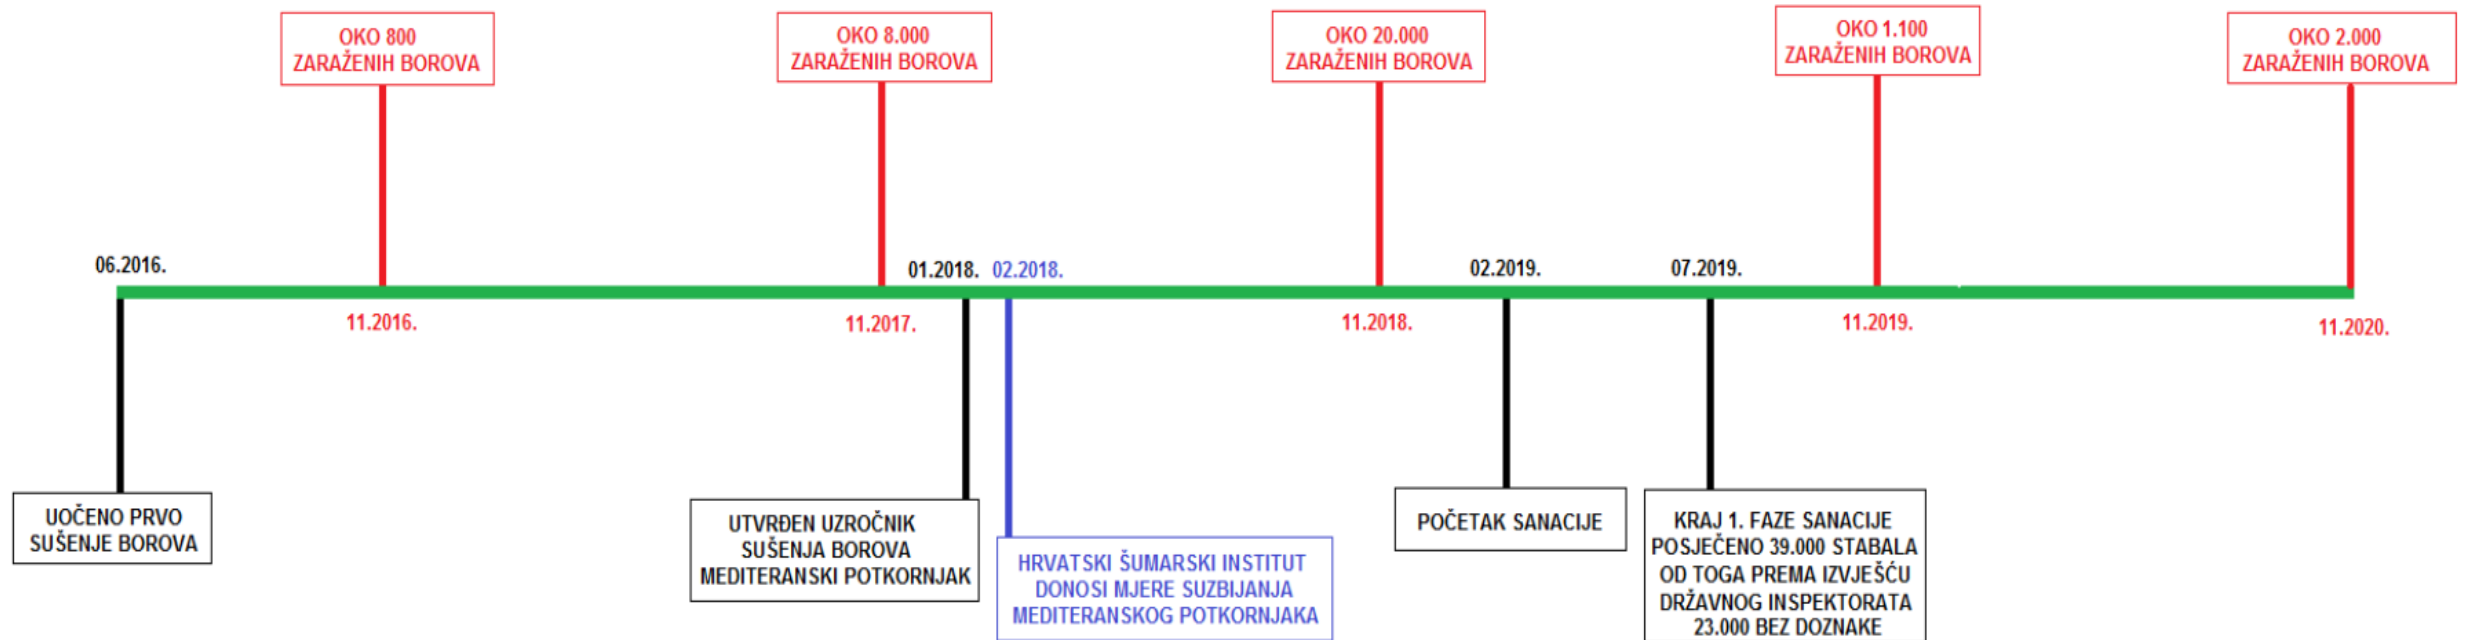 OKO 800
ZARAŽENIH BOROVA
OKO 8.000
ZARAŽENIH BOROVA
OKO 20.000
ZARAŽENIH BOROVA
OKO 1.100
ZARAŽENIH BOROVA
OKO 2.000
ZARAŽENIH BOROVA
06.2016.
01.2018.
02.2018.
02.2019.
07.2019.
11.2016.
11.2017.
11.2018.
11.2019.
11.2020.
UOČENO PRVO
SUŠENJE BOROVA
UTVRĐEN UZROČNIK
SUŠENJA BOROVA
MEDITERANSKI POTKORNJAK
HRVATSKI ŠUMARSKI INSTITUT
DONOSI MJERE SUZBIJANJA
MEDITERANSKOG POTKORNJAKA
POČETAK SANACIJE
KRAJ 1. FAZE SANACIJE
POSJEČENO 39.000 STABALA
OD TOGA PREMA IZVJEŠĆU
DRŽAVNOG INSPEKTORATA
23.000 BEZ DOZNAKE